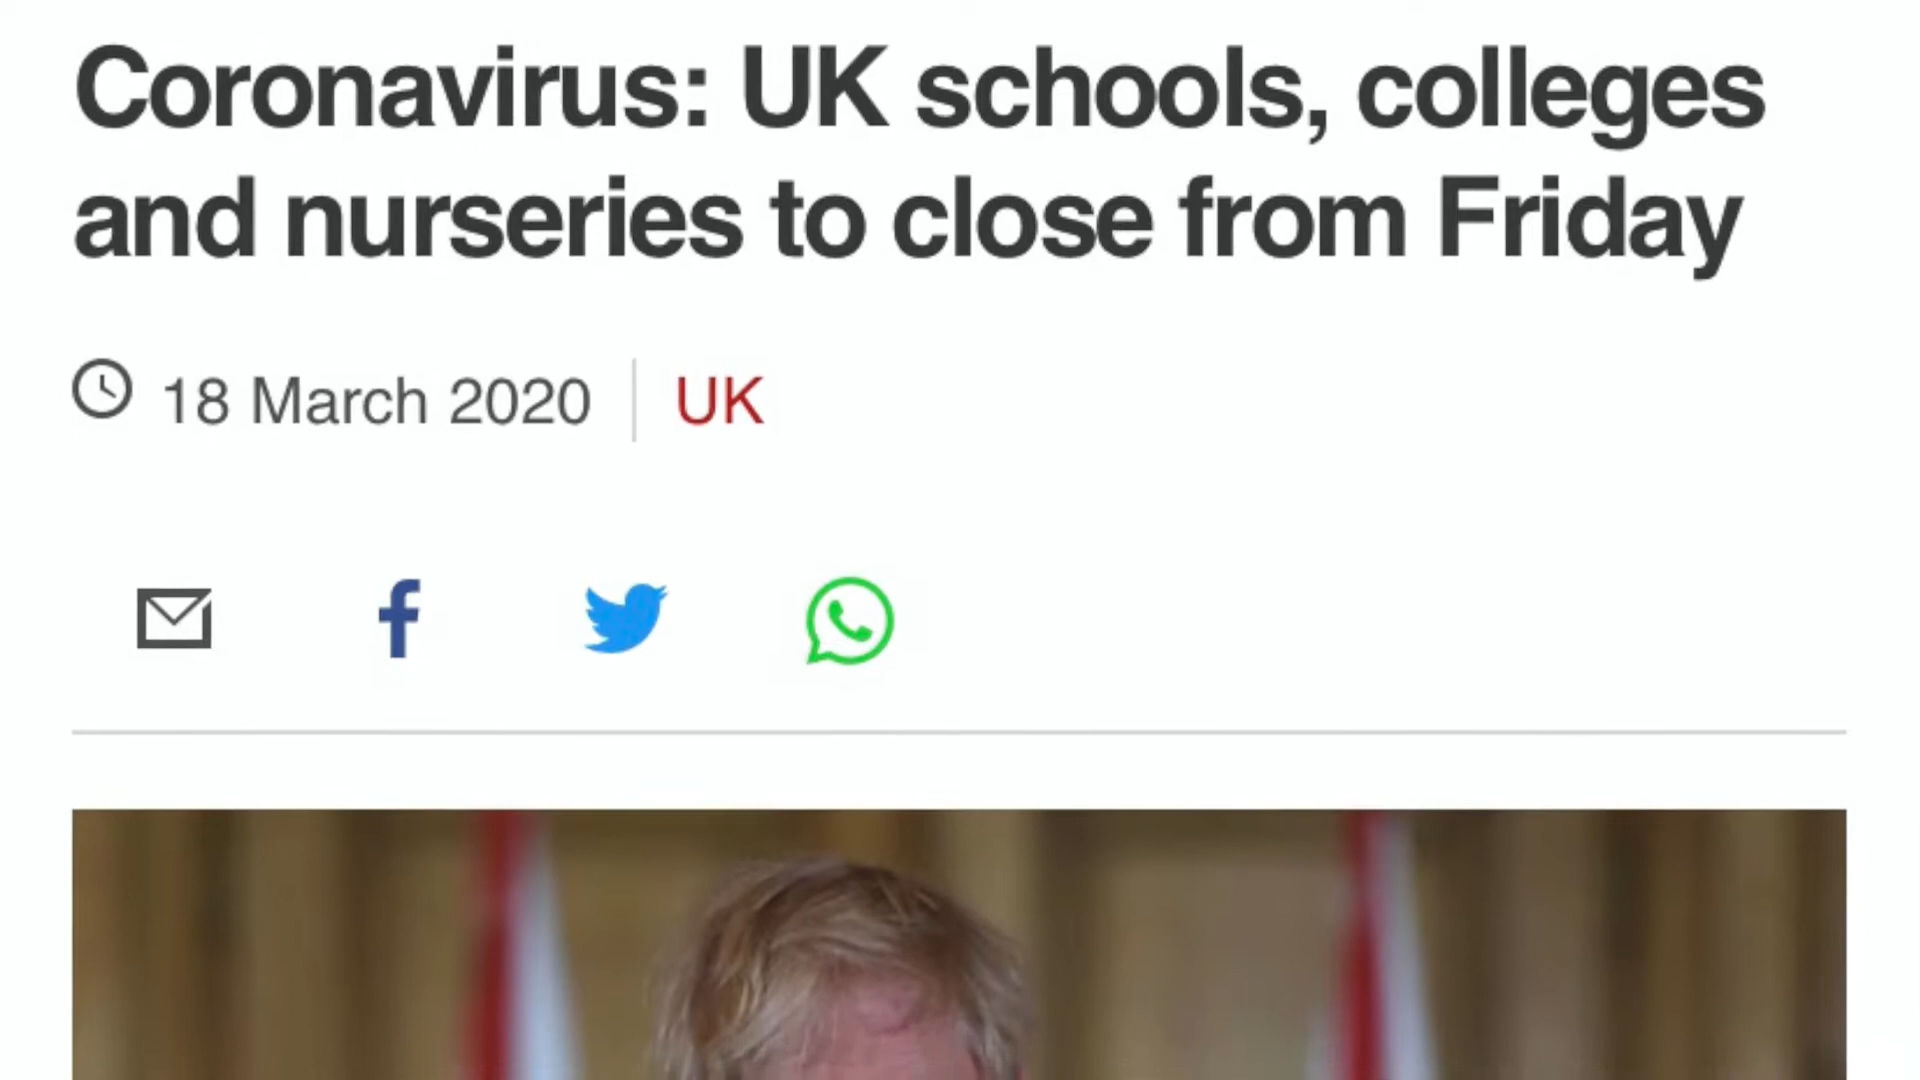 Coronavirus: UK schools, colleges
and nurseries to close from Friday
18 March 2020 UK